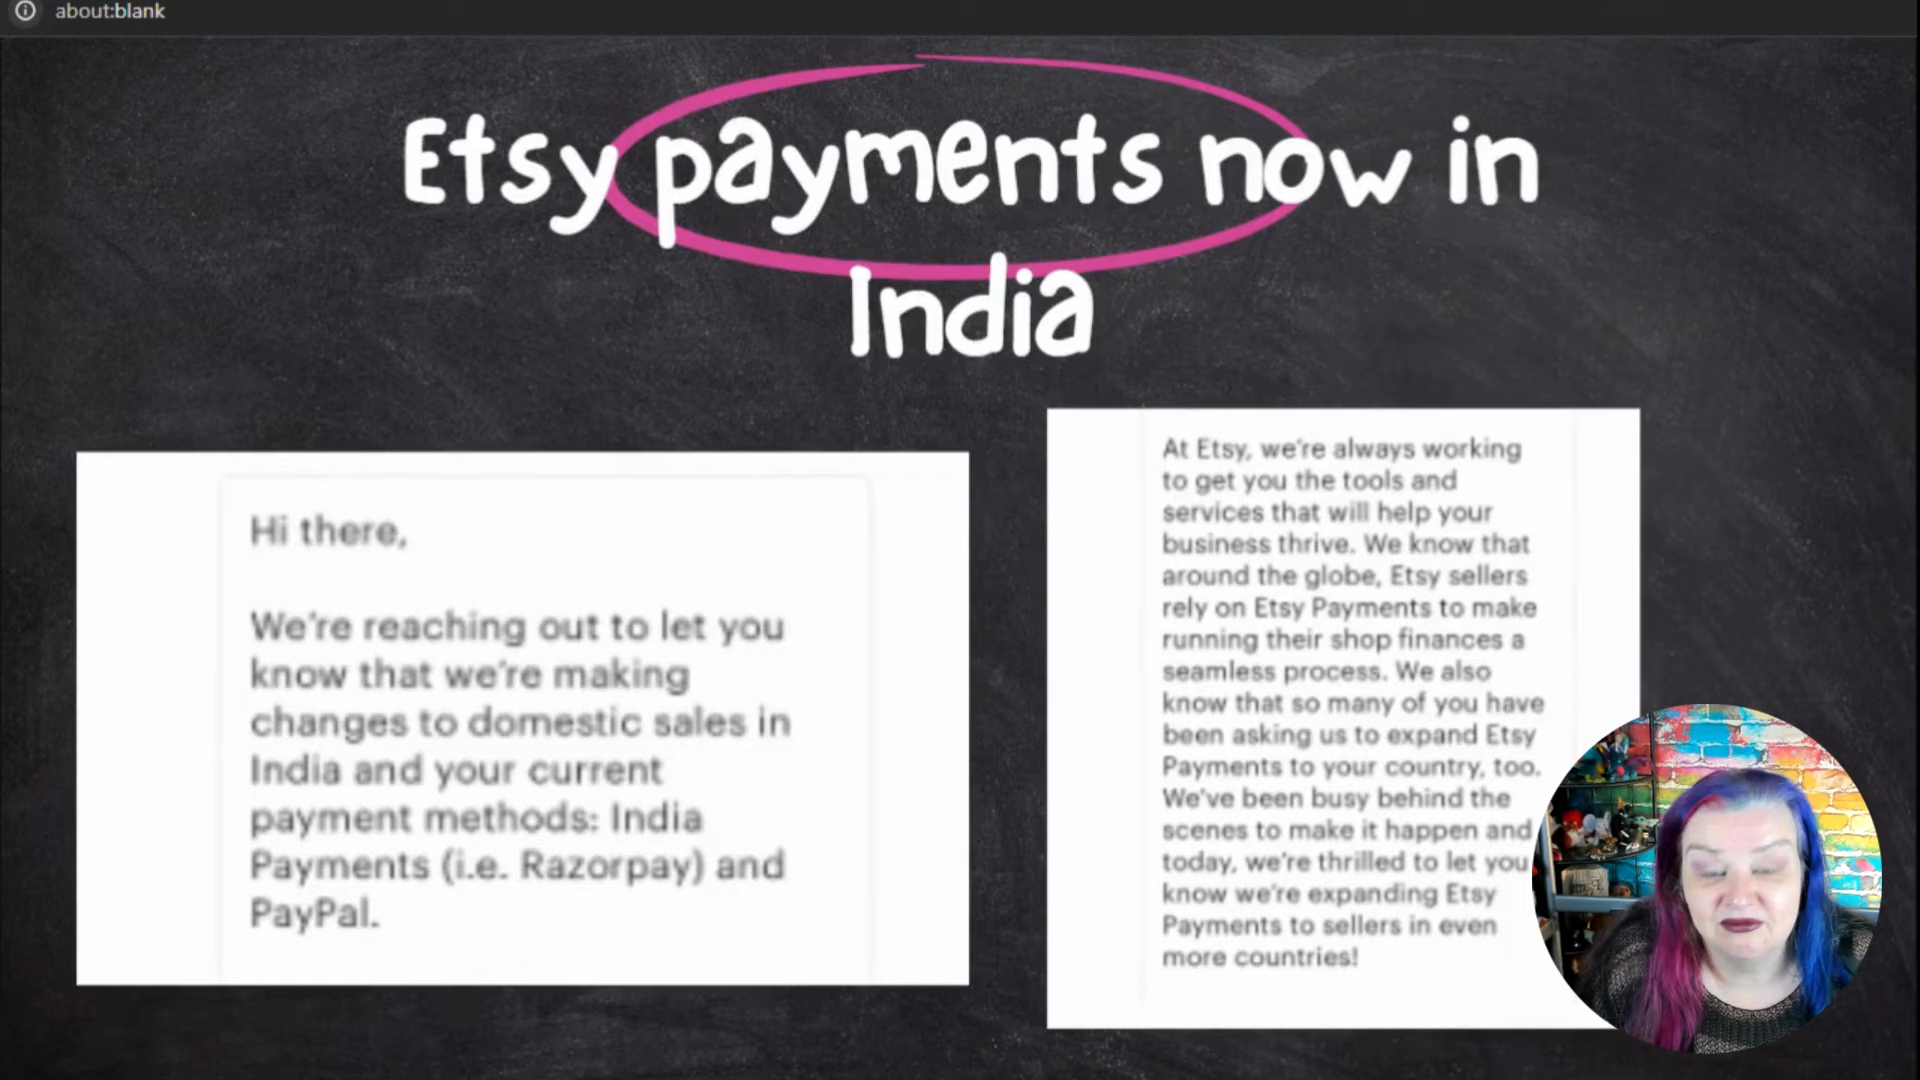 about:blank
Etsy payments now in
India
Hi there,
We're reaching out to let you
know that we're making
changes to domestic sales in
India and your current
payment methods: India
Payments (i.e. Razorpay) and
PayPal.
At Etsy, we're always working
to get you the tools and
services that will help your
business thrive. We know that
around the globe, Etsy sellers
rely on Etsy Payments to make
running their shop finances a
seamless process. We also
know that so many of you have
been asking us to expand Etsy
Payments to your country, too.
We've been busy behind the
scenes to make it happen and
today, we're thrilled to let you
know we're expanding Etsy
Payments to sellers in even
more countries!